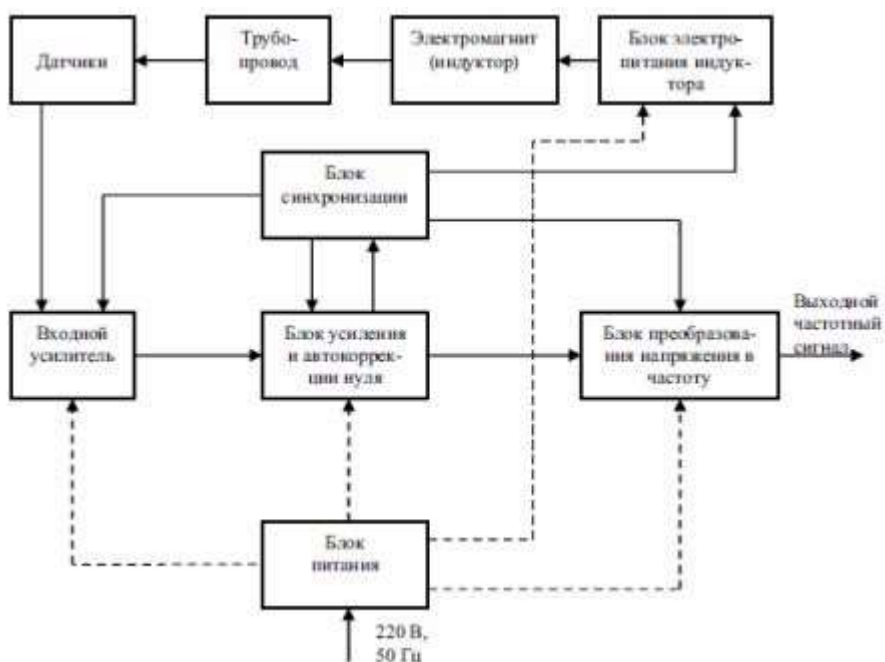 Датчики
Трубо-
провод
Электромагнит
(индуктор)
Блок электро-
питания индук-
тора
Блок
синхронизации
Входной
усилитель
Блок усиления
и автокоррек-
ции нуля
Блок преобразова-
ния напряжения в
частоту
Выходной
частотный
сигнал
Блок
питания
220 В,
50 Гц